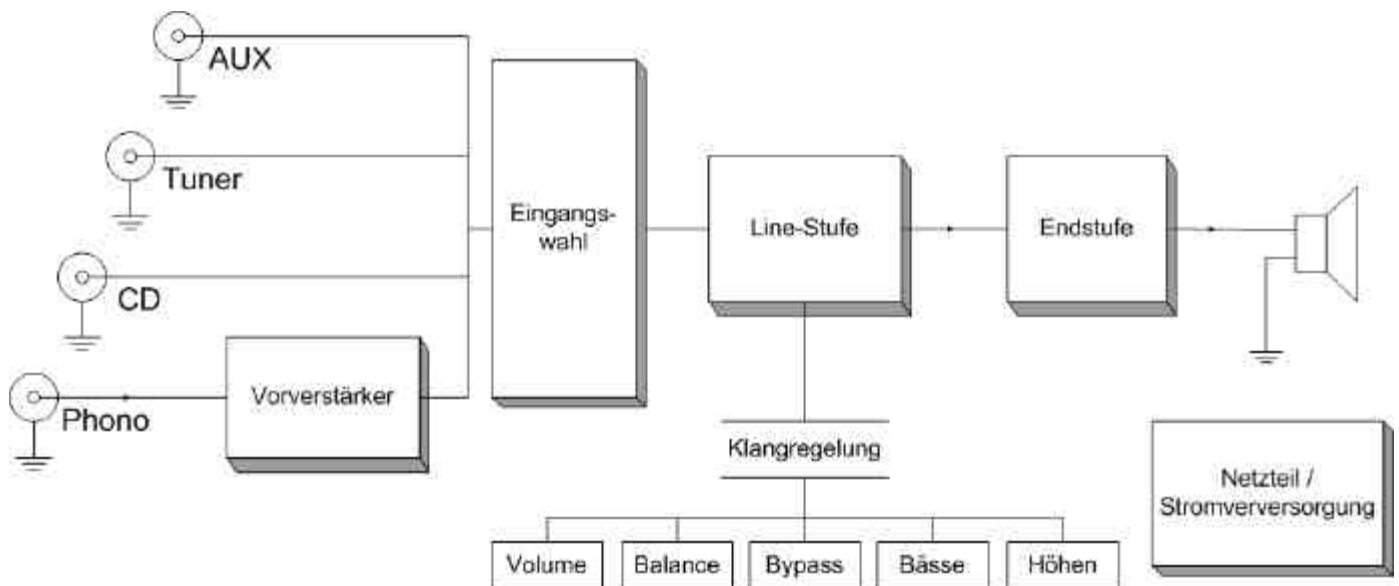 AUX
Tuner
CD
Phono
Vorverstärker
Eingangs-
wahl
Line-Stufe
Endstufe
Klangregelung
Volume
Balance
Bypass
Bässe
Höhen
Netzteil /
Stromverversorgung